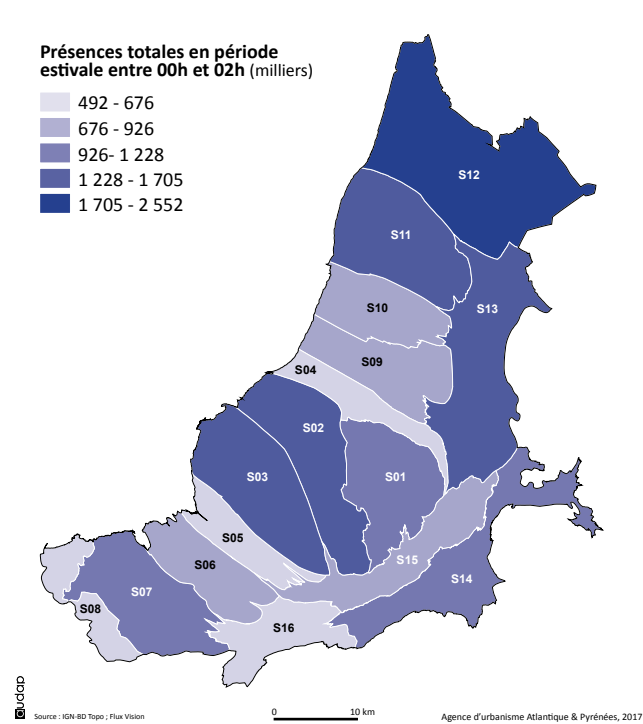 Présences totales en période
estivale entre 00h et 02h (milliers)
492 - 676
676 - 926
926- 1 228
1 228 - 1 705
1 705 - 2 552
S12
S11
S13
S10
S09
S04
S02
S03
S01
S05
S15
S06
S14
S07
S08
S16
audap
Source : IGN-BD Topo ; Flux Vision
0 10 km
Agence d'urbanisme Atlantique & Pyrénées, 2017